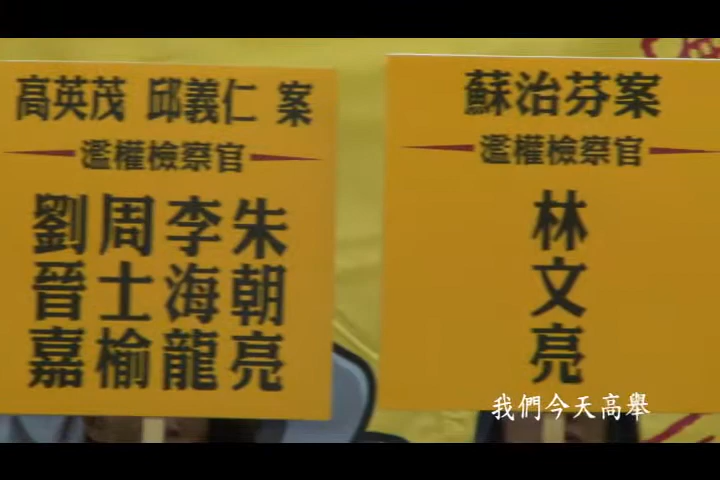 高英茂 邱義仁 案
濫權檢察官
朱朝亮
李海龍
周士榆
劉晉嘉
蘇治芬案
濫權檢察官
林文亮
我們今天高舉